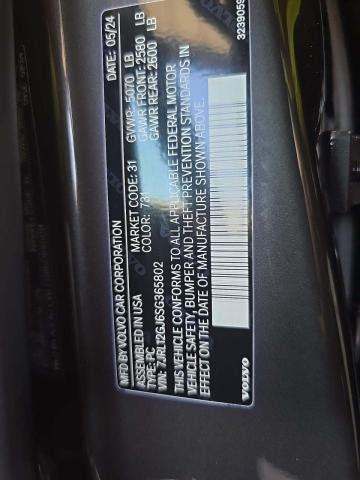 MFD BY VOLVO CAR CORPORATION DATE: 05/24
ASSEMBLED IN USA MARKET CODE: 31 GVWR: 5070 LB
TYPE: PC COLOR: 731 GAWR FRONT: 2580 LB
VIN: 7JRL12GJ6SG365802 GAWR REAR: 2600 LB
THIS VEHICLE CONFORMS TO ALL APPLICABLE FEDERAL MOTOR
VEHICLE SAFETY, BUMPER AND THEFT PREVENTION STANDARDS IN
EFFECT ON THE DATE OF MANUFACTURE SHOWN ABOVE.
VOLVO 3239059